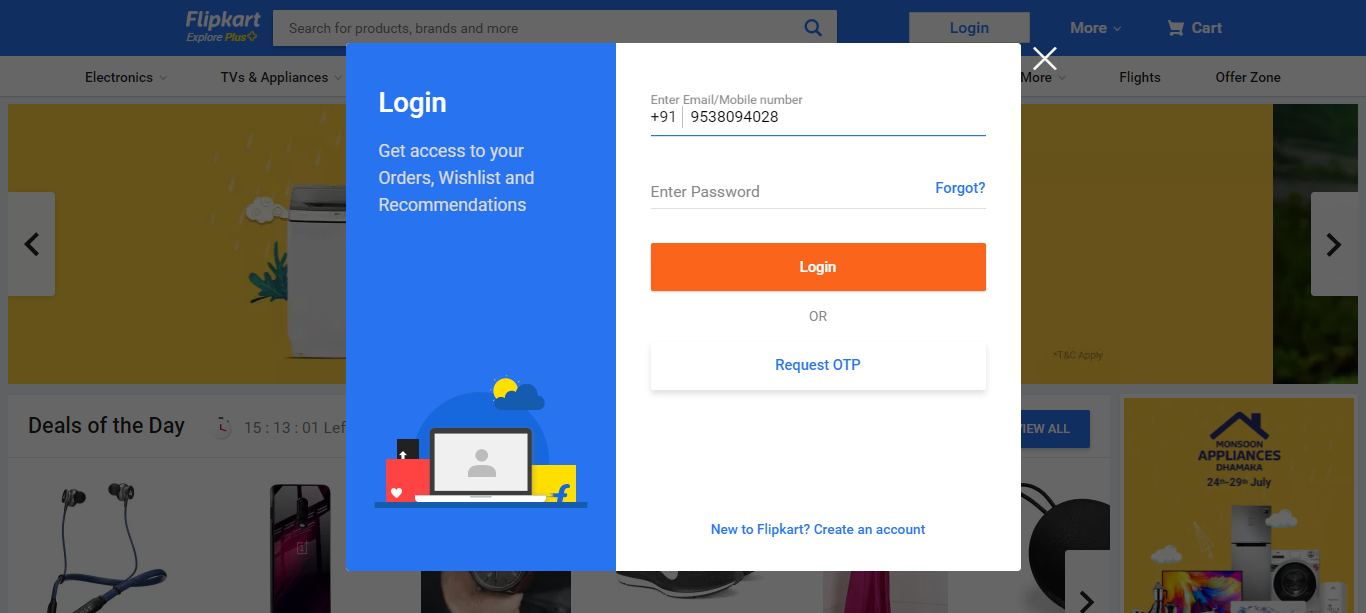 Flipkart
Explore Plus
Search for products, brands and more
Login
More
Cart
Electronics
TVs & Appliances
More
Flights
Offer Zone
Login
Get access to your
Orders, Wishlist and
Recommendations
Enter Email/Mobile number
+91 9538094028
Enter Password
Forgot?
Login
OR
Request OTP
New to Flipkart? Create an account
*T&C Apply
Deals of the Day
15 : 13 : 01 Lef
VIEW ALL
MONSOON
APPLIANCES
DHAMAKA
24th-29th July